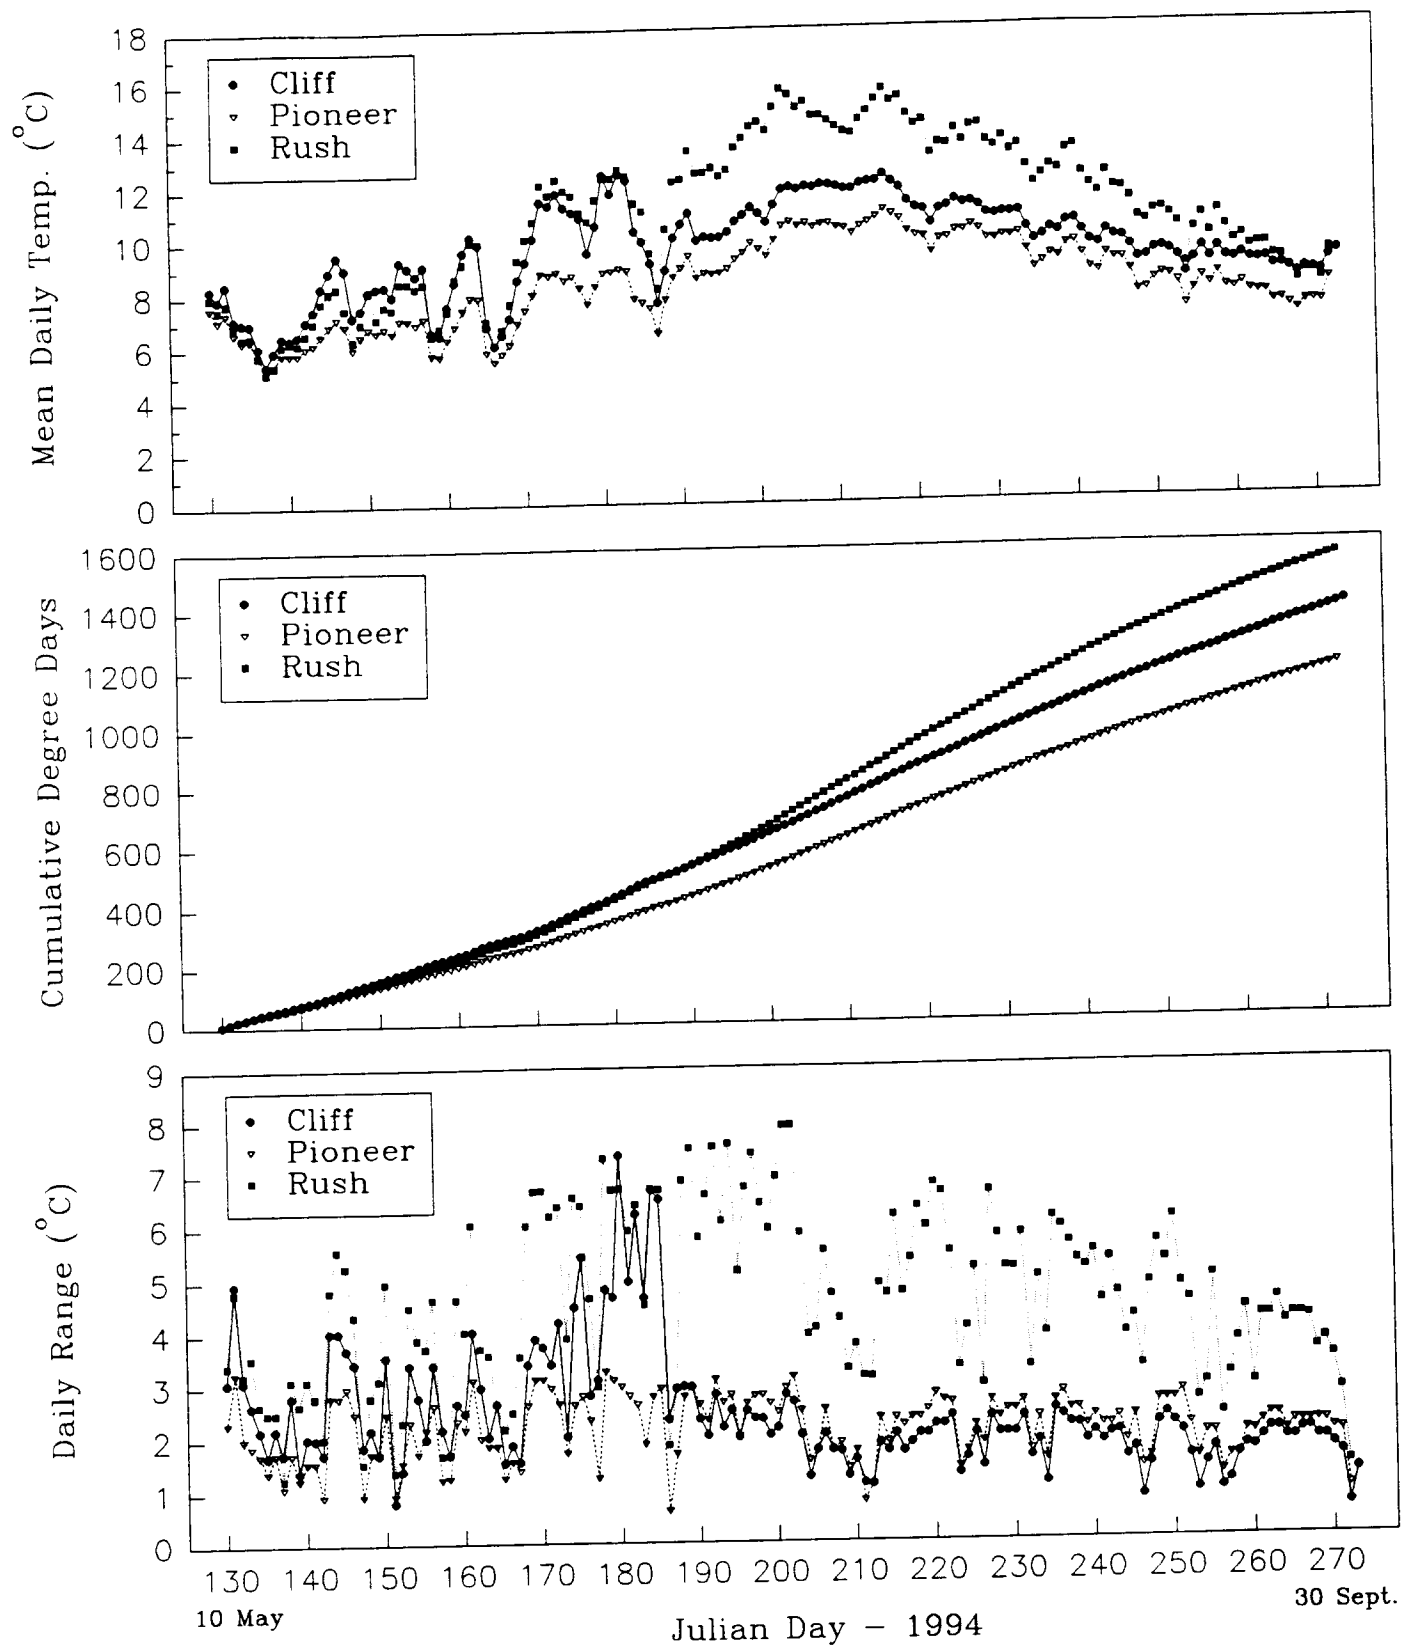 Mean Daily Temp. (°C)
18
16
14
12
10
8
6
4
2
0
Cliff
Pioneer
Rush
Cumulative Degree Days
1600
1400
1200
1000
800
600
400
200
0
Cliff
Pioneer
Rush
Daily Range (°C)
9
8
7
6
5
4
3
2
1
0
Cliff
Pioneer
Rush
130 140 150 160 170 180 190 200 210 220 230 240 250 260 270
10 May
30 Sept.
Julian Day – 1994